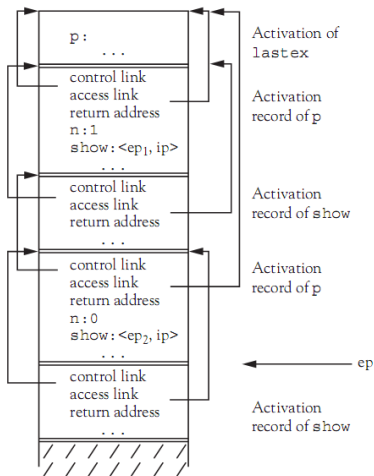 p:
...
Activation of
lastex
control link
access link
return address
n:1
show:<ep1, ip>
...
Activation
record of p
control link
access link
return address
...
Activation
record of show
control link
access link
return address
n:0
show:<ep2, ip>
...
Activation
record of p
ep
control link
access link
return address
...
Activation
record of show